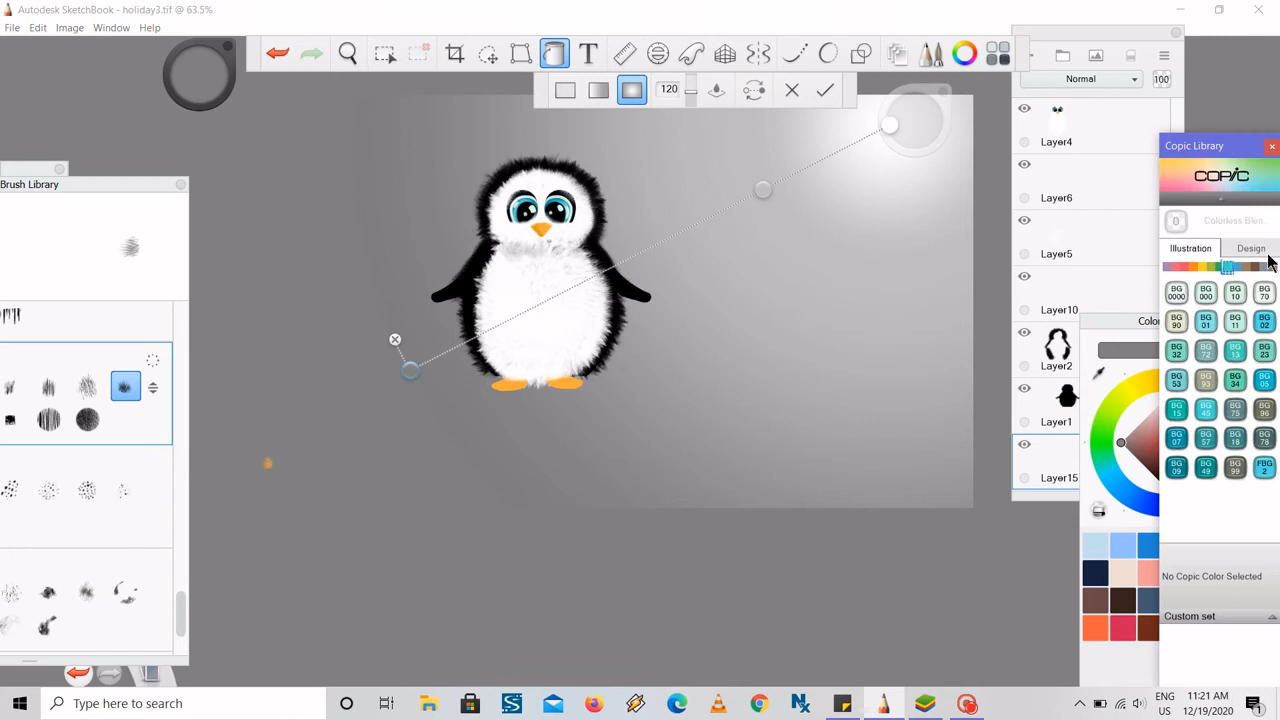 Autodesk SketchBook - holiday3.tif @ 63.5%
File Edit Image Window Help
T
120
Normal
100
Layer4
Layer6
Layer5
Layer10
Layer2
Layer1
Layer15
Brush Library
Copic Library
COPIC
0 Colorless Blen..
Illustration Design
BG 0000 BG 000 BG 10 BG 70
BG 90 BG 01 BG 11 BG 02
BG 32 BG 72 BG 13 BG 23
BG 53 BG 93 BG 34 BG 05
BG 15 BG 45 BG 75 BG 96
BG 07 BG 57 BG 18 BG 78
BG 09 BG 49 BG 99 FBG 2
No Copic Color Selected
Custom set
Colo
Type here to search
ENG
US
11:21 AM
12/19/2020
1